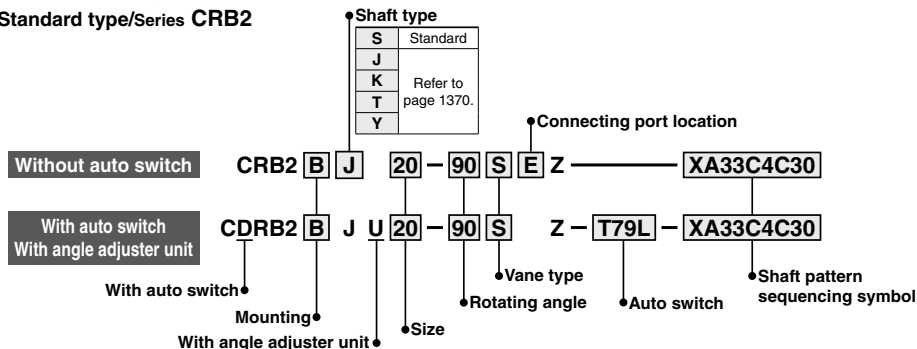 Standard type/Series CRB2
Shaft type
S Standard
J
K
T
Y
Refer to
page 1370.
Connecting port location
Without auto switch CRB2 B J 20 - 90 S E Z XA33C4C30
With auto switch
With angle adjuster unit
CDRB2 B J U 20 - 90 S Z - T79L - XA33C4C30
With auto switch
Mounting
With angle adjuster unit
Size
Rotating angle
Vane type
Auto switch
Shaft pattern
sequencing symbol